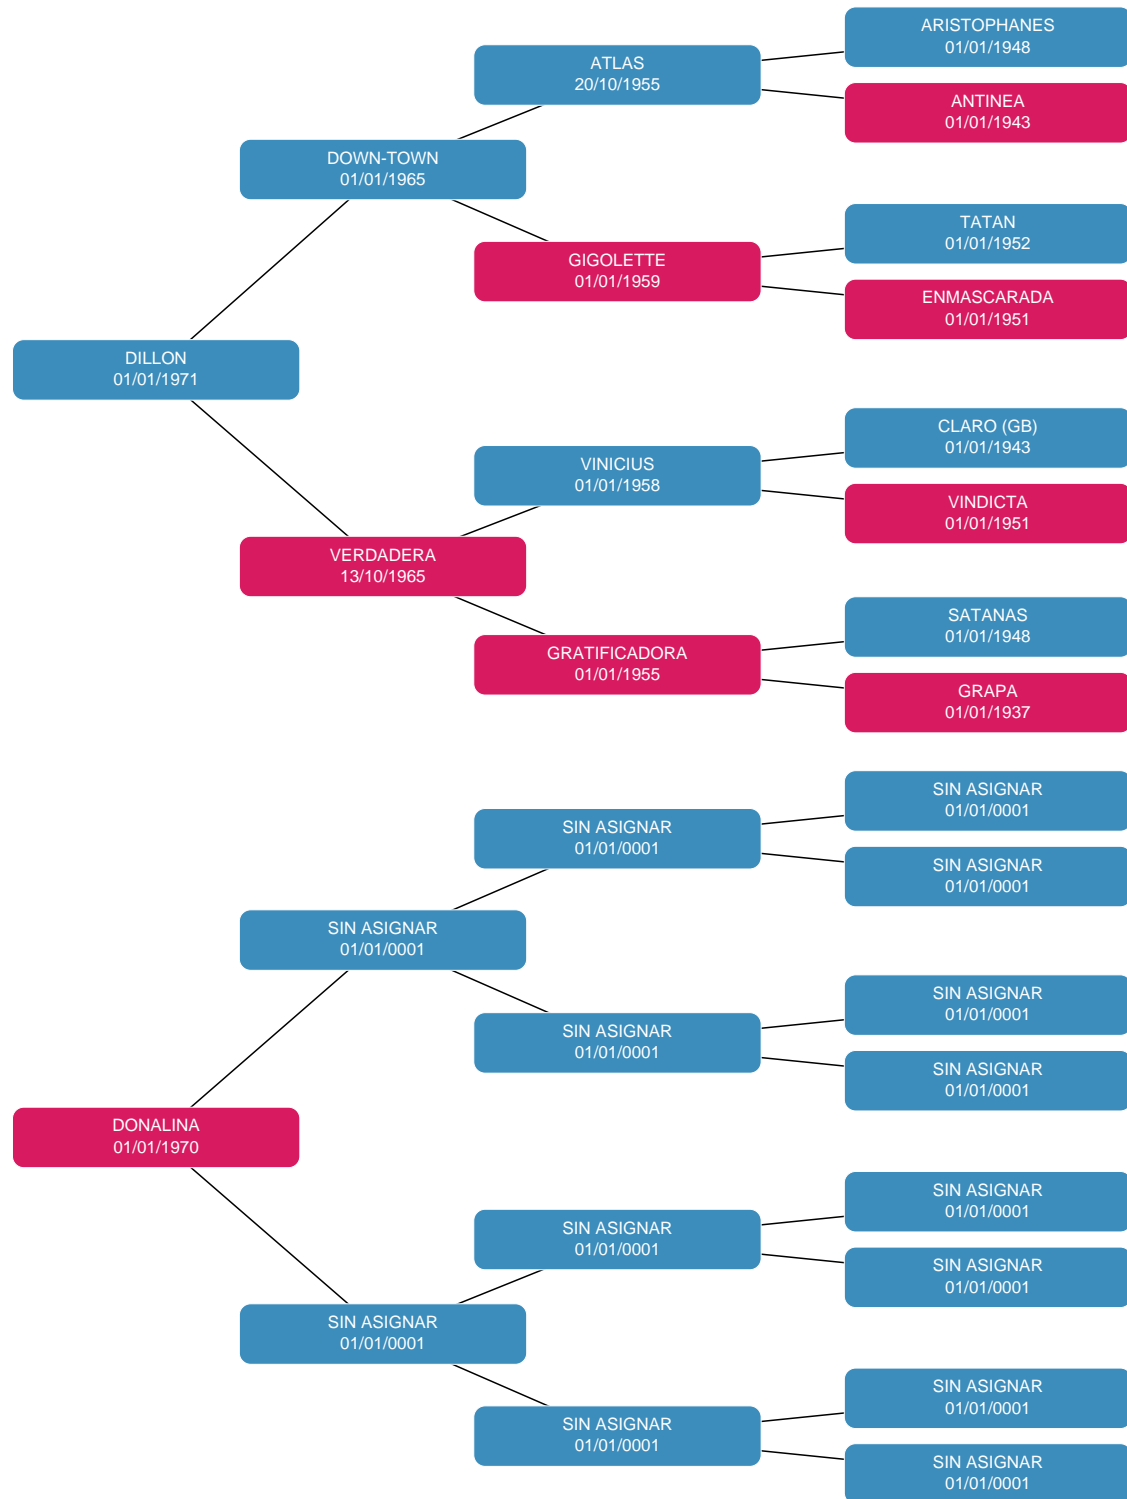 ARISTOPHANES
01/01/1948
ATLAS
20/10/1955
ANTINEA
01/01/1943
DOWN-TOWN
01/01/1965
TATAN
01/01/1952
GIGOLETTE
01/01/1959
ENMASCARADA
01/01/1951
DILLON
01/01/1971
CLARO (GB)
01/01/1943
VINICIUS
01/01/1958
VINDICTA
01/01/1951
VERDADERA
13/10/1965
SATANAS
01/01/1948
GRATIFICADORA
01/01/1955
GRAPA
01/01/1937
SIN ASIGNAR
01/01/0001
SIN ASIGNAR
01/01/0001
SIN ASIGNAR
01/01/0001
SIN ASIGNAR
01/01/0001
SIN ASIGNAR
01/01/0001
SIN ASIGNAR
01/01/0001
SIN ASIGNAR
01/01/0001
DONALINA
01/01/1970
SIN ASIGNAR
01/01/0001
SIN ASIGNAR
01/01/0001
SIN ASIGNAR
01/01/0001
SIN ASIGNAR
01/01/0001
SIN ASIGNAR
01/01/0001
SIN ASIGNAR
01/01/0001
SIN ASIGNAR
01/01/0001